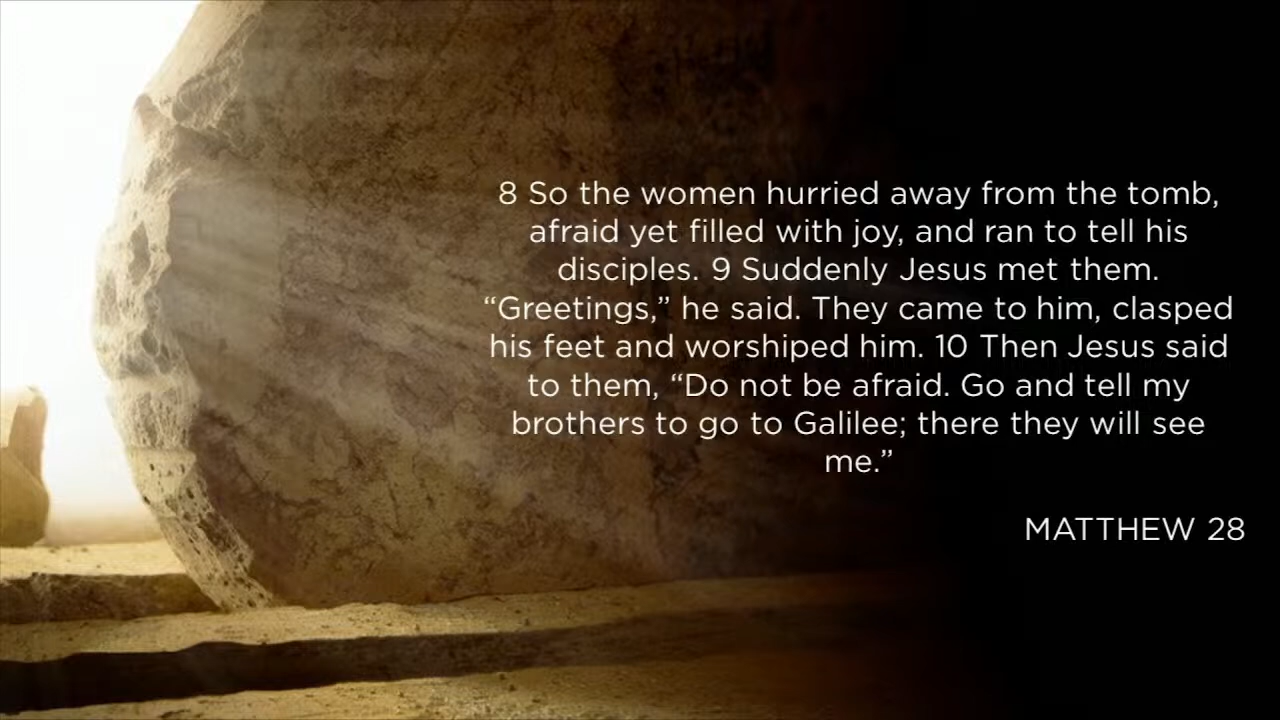 8 So the women hurried away from the tomb,
afraid yet filled with joy, and ran to tell his
disciples. 9 Suddenly Jesus met them.
“Greetings,” he said. They came to him, clasped
his feet and worshiped him. 10 Then Jesus said
to them, “Do not be afraid. Go and tell my
brothers to go to Galilee; there they will see
me.”
MATTHEW 28